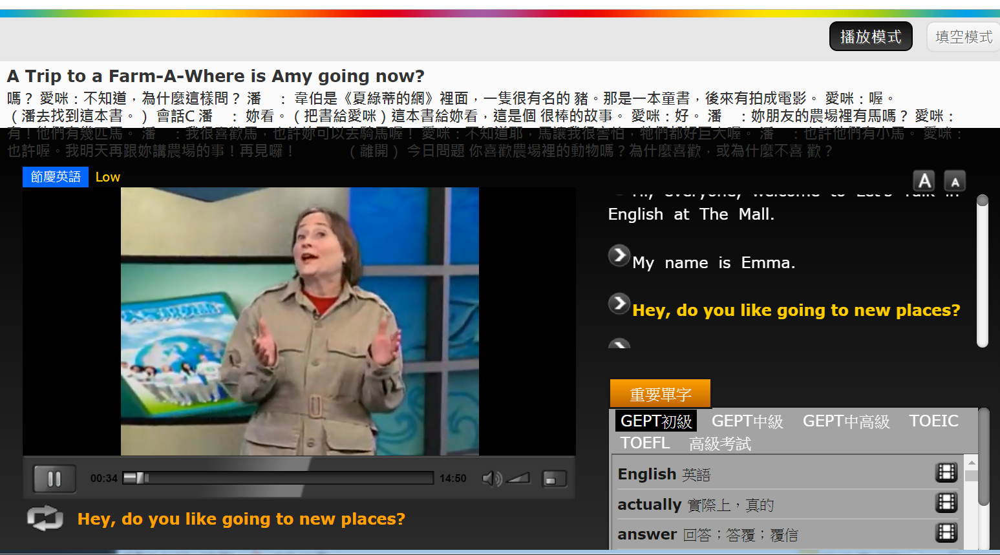 播放模式
填空模式
A Trip to a Farm-A-Where is Amy going now?
嗎？ 愛咪：不知道，為什麼這樣問？ 潘　： 韋伯是《夏綠蒂的網》裡面，一隻很有名的 豬。那是一本童書，後來有拍成電影。 愛咪：喔。
（潘去找到這本書。） 會話C 潘　： 妳看。（把書給愛咪）這本書給妳看，這是個 很棒的故事。 愛咪：好。 潘　：妳朋友的農場裡有馬嗎？ 愛咪：
有！他們有幾匹馬。 潘　：我很喜歡馬，也許妳可以去騎馬喔！ 愛咪：不知道耶，馬讓我很害怕，牠們都好巨大喔。 潘　：也許他們有小馬。 愛咪：
也許喔。我明天再跟妳講農場的事！再見囉！　　　（離開） 今日問題 你喜歡農場裡的動物嗎？為什麼喜歡，或為什麼不喜 歡？
節慶英語 Low
A A
Hi, everyone, welcome to Let's Talk in
English at The Mall.
My name is Emma.
Hey, do you like going to new places?
重要單字
GEPT初級 GEPT中級 GEPT中高級 TOEIC
TOEFL 高級考試
English 英語
actually 實際上，真的
answer 回答；答覆；覆信
00:34 14:50
Hey, do you like going to new places?